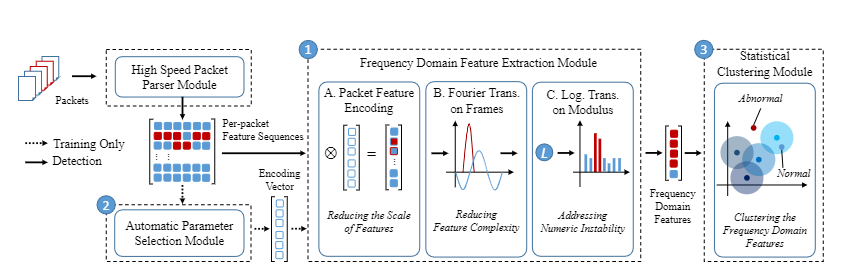 Packets
High Speed Packet
Parser Module
Per-packet
Feature Sequences
Training Only
Detection
2
Automatic Parameter
Selection Module
Encoding
Vector
1
Frequency Domain Feature Extraction Module
A. Packet Feature
Encoding
⊗
=
Reducing the Scale
of Features
B. Fourier Trans.
on Frames
Reducing
Feature Complexity
C. Log. Trans.
on Modulus
L
Addressing
Numeric Instability
Frequency
Domain
Features
3
Statistical
Clustering Module
Abnormal
Normal
Clustering the
Frequency Domain
Features